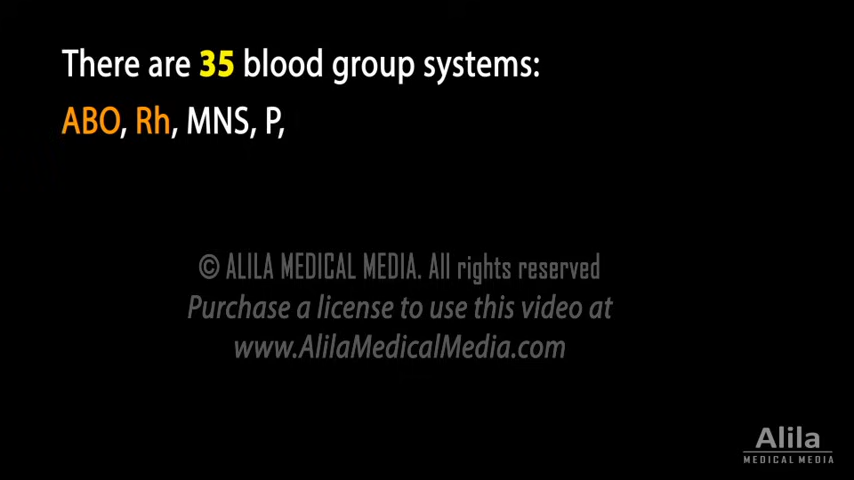 There are 35 blood group systems:
ABO, Rh, MNS, P,
© ALILA MEDICAL MEDIA. All rights reserved
Purchase a license to use this video at
www.AlilaMedicalMedia.com
Alila
MEDICAL MEDIA